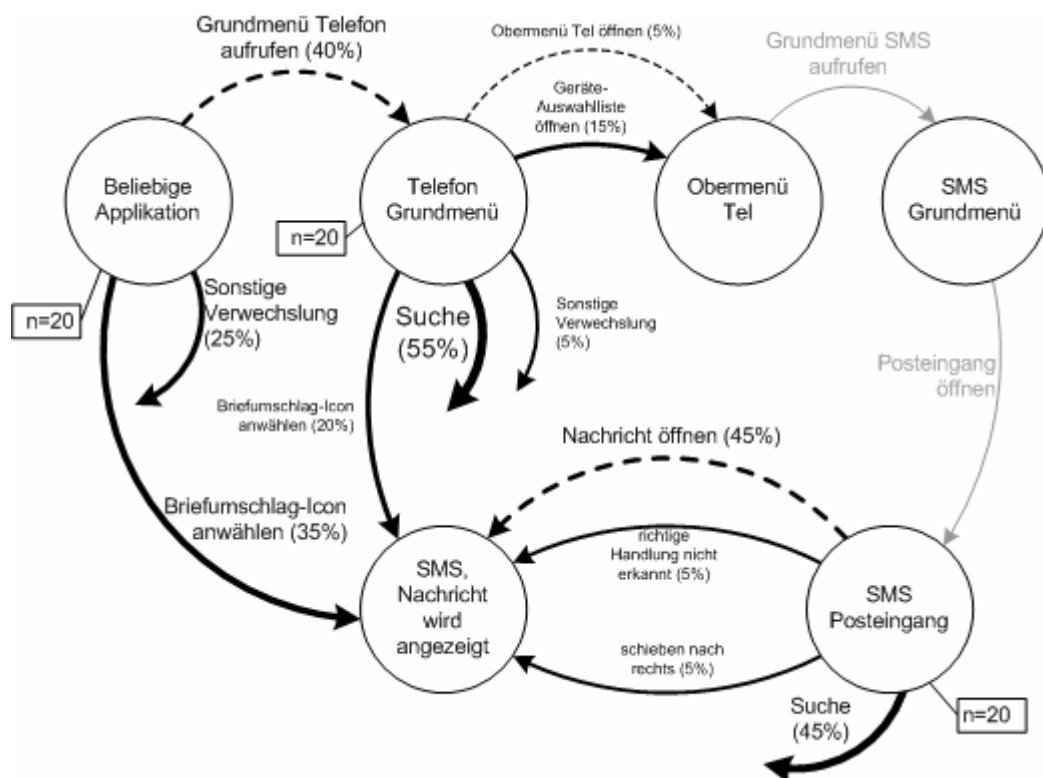 Grundmenü Telefon
aufrufen (40%)
Obermenü Tel öffnen (5%)
Grundmenü SMS
aufrufen
Geräte-
Auswahlliste
öffnen (15%)
Beliebige
Applikation
Telefon
Grundmenü
Obermenü
Tel
SMS
Grundmenü
n=20
n=20
Sonstige
Verwechslung
(25%)
Suche
(55%)
Sonstige
Verwechslung
(5%)
Posteingang
öffnen
Briefumschlag-Icon
anwählen (20%)
Nachricht öffnen (45%)
Briefumschlag-Icon
anwählen (35%)
richtige
Handlung nicht
erkannt (5%)
SMS,
Nachricht
wird
angezeigt
SMS
Posteingang
schieben nach
rechts (5%)
Suche
(45%)
n=20